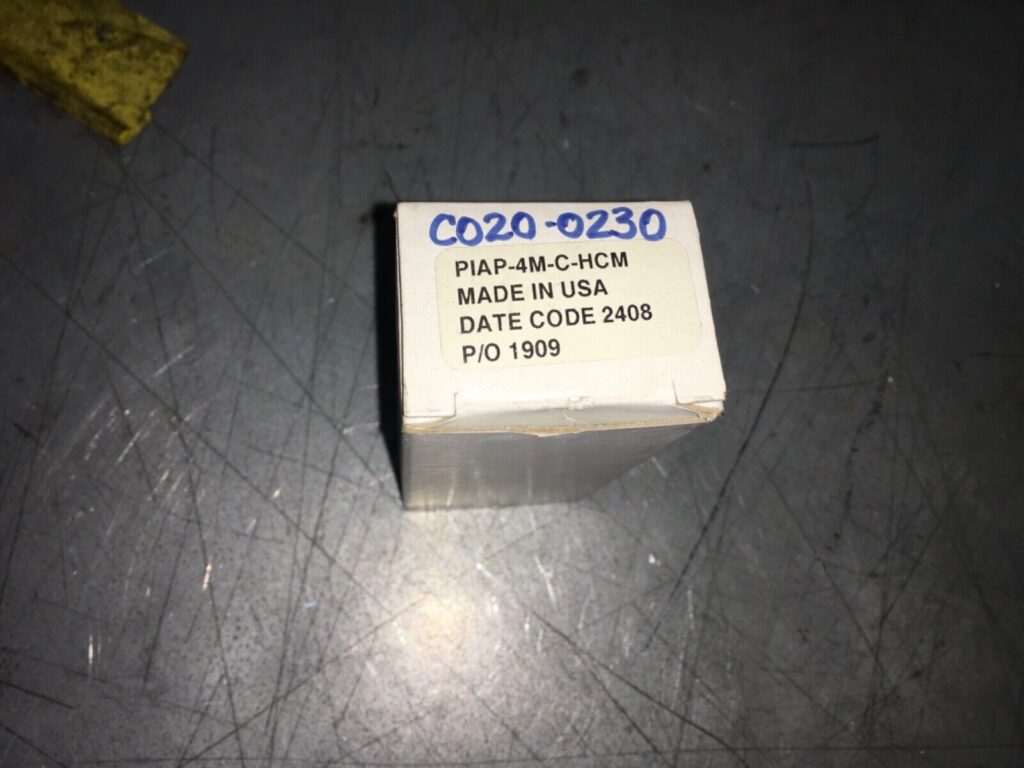 C020-0230
PIAP-4M-C-HCM
MADE IN USA
DATE CODE 2408
P/O 1909